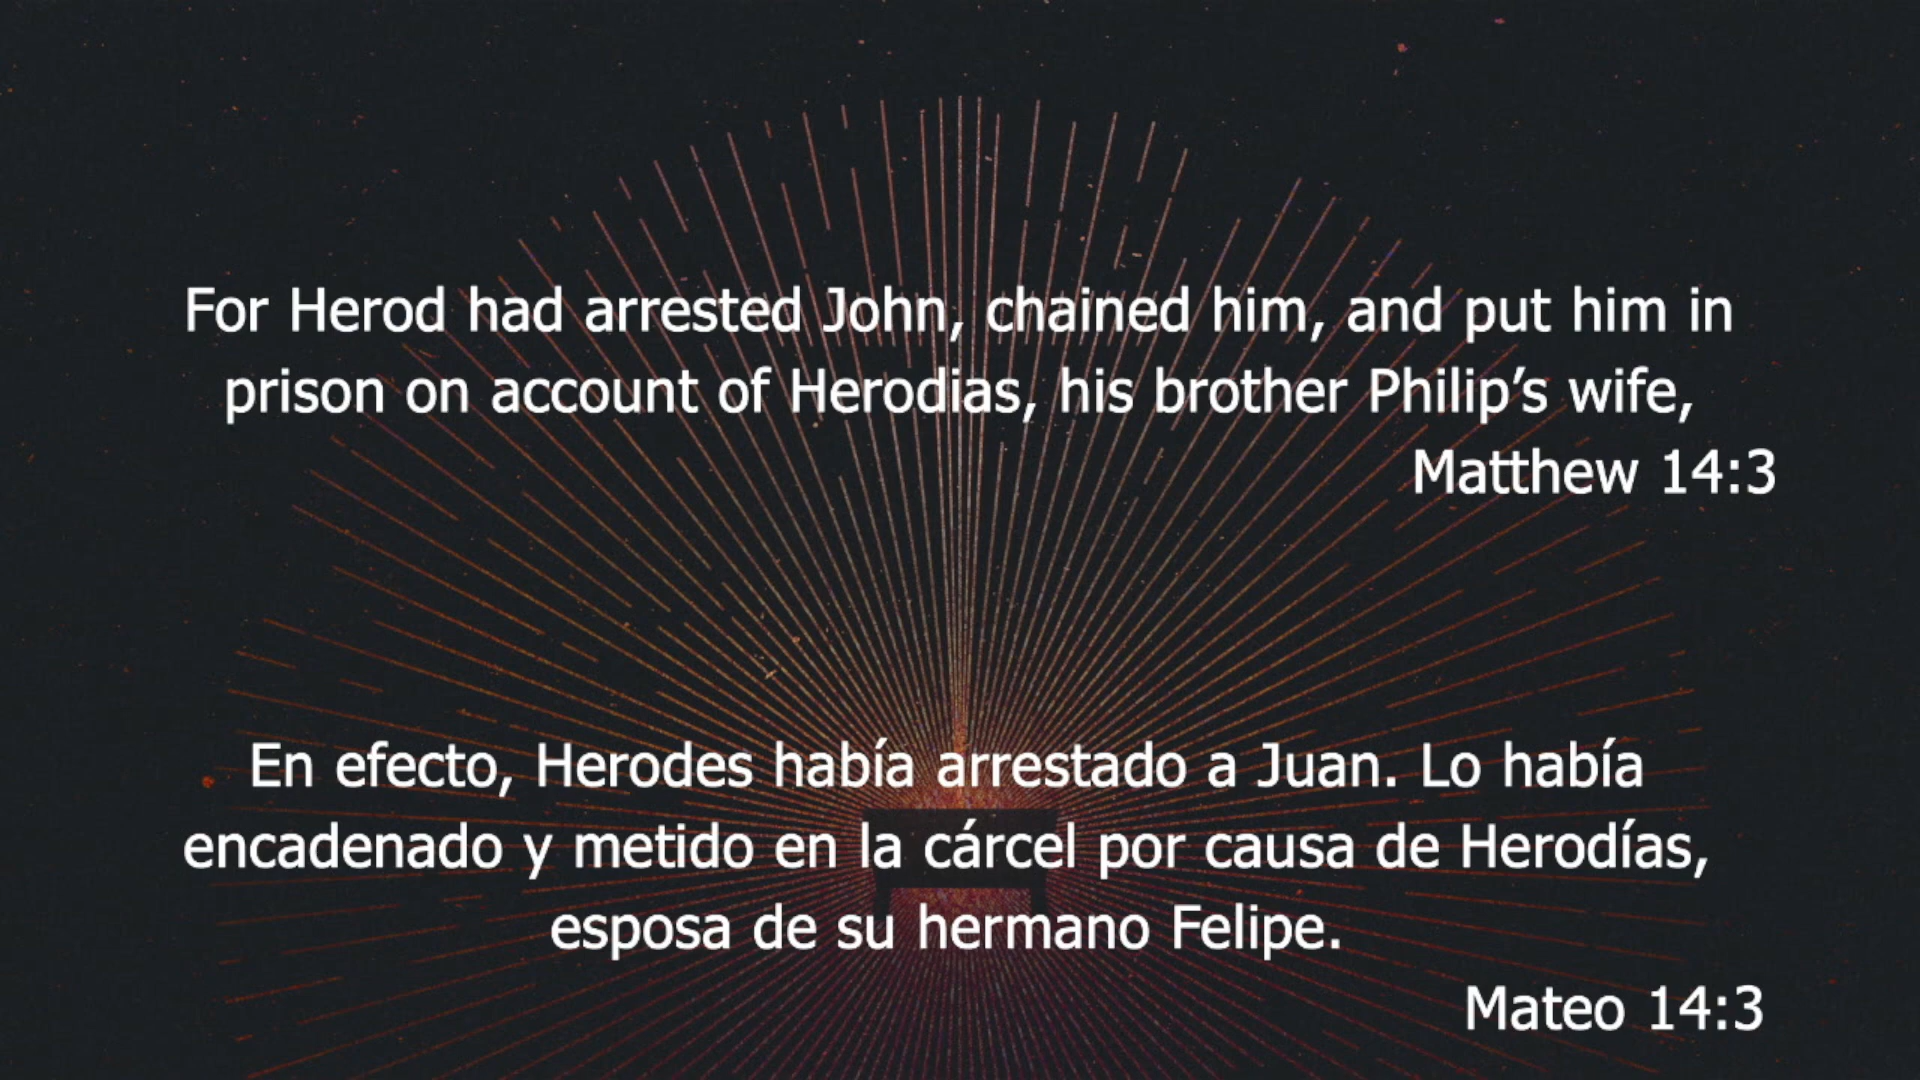 For Herod had arrested John, chained him, and put him in
prison on account of Herodias, his brother Philip’s wife,
Matthew 14:3
En efecto, Herodes había arrestado a Juan. Lo había
encadenado y metido en la cárcel por causa de Herodías,
esposa de su hermano Felipe.
Mateo 14:3